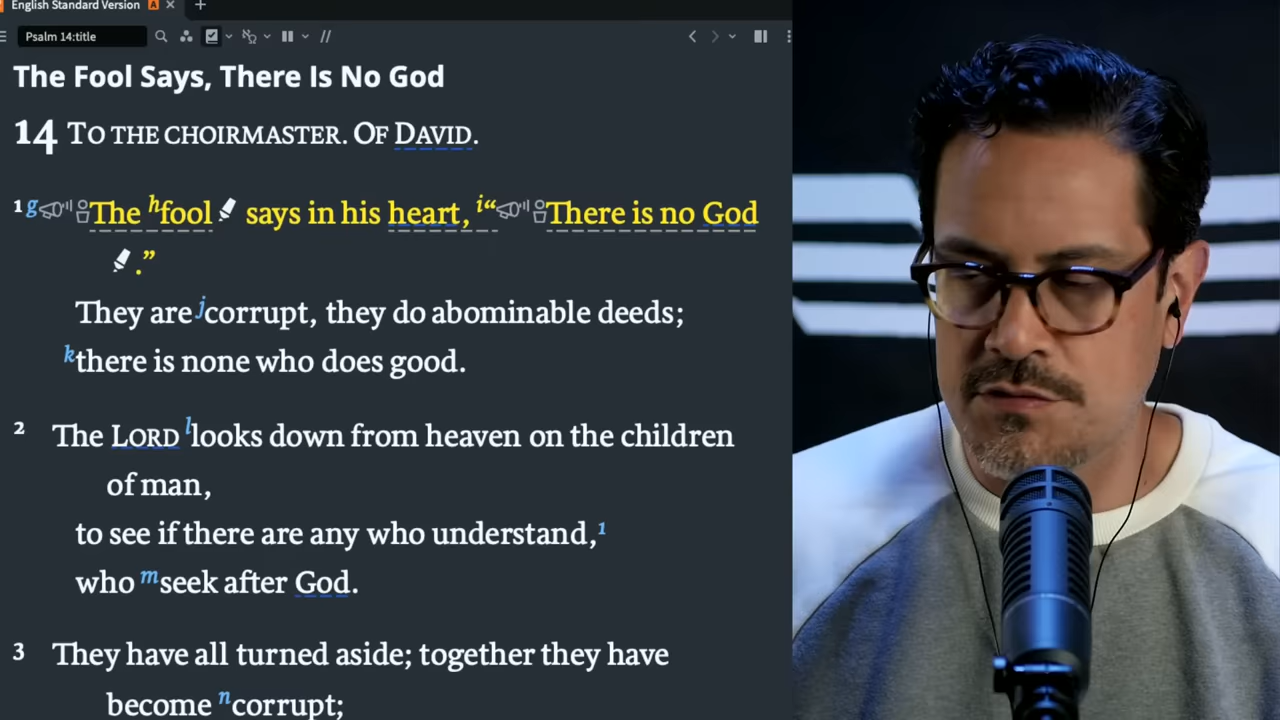 English Standard Version A
Psalm 14:title
The Fool Says, There Is No God
14 TO THE CHOIRMASTER. OF DAVID.
1 g The h fool says in his heart, i “There is no God
.”
They are j corrupt, they do abominable deeds;
k there is none who does good.
2 The LORD l looks down from heaven on the children
of man,
to see if there are any who understand,1
who m seek after God.
3 They have all turned aside; together they have
become n corrupt;